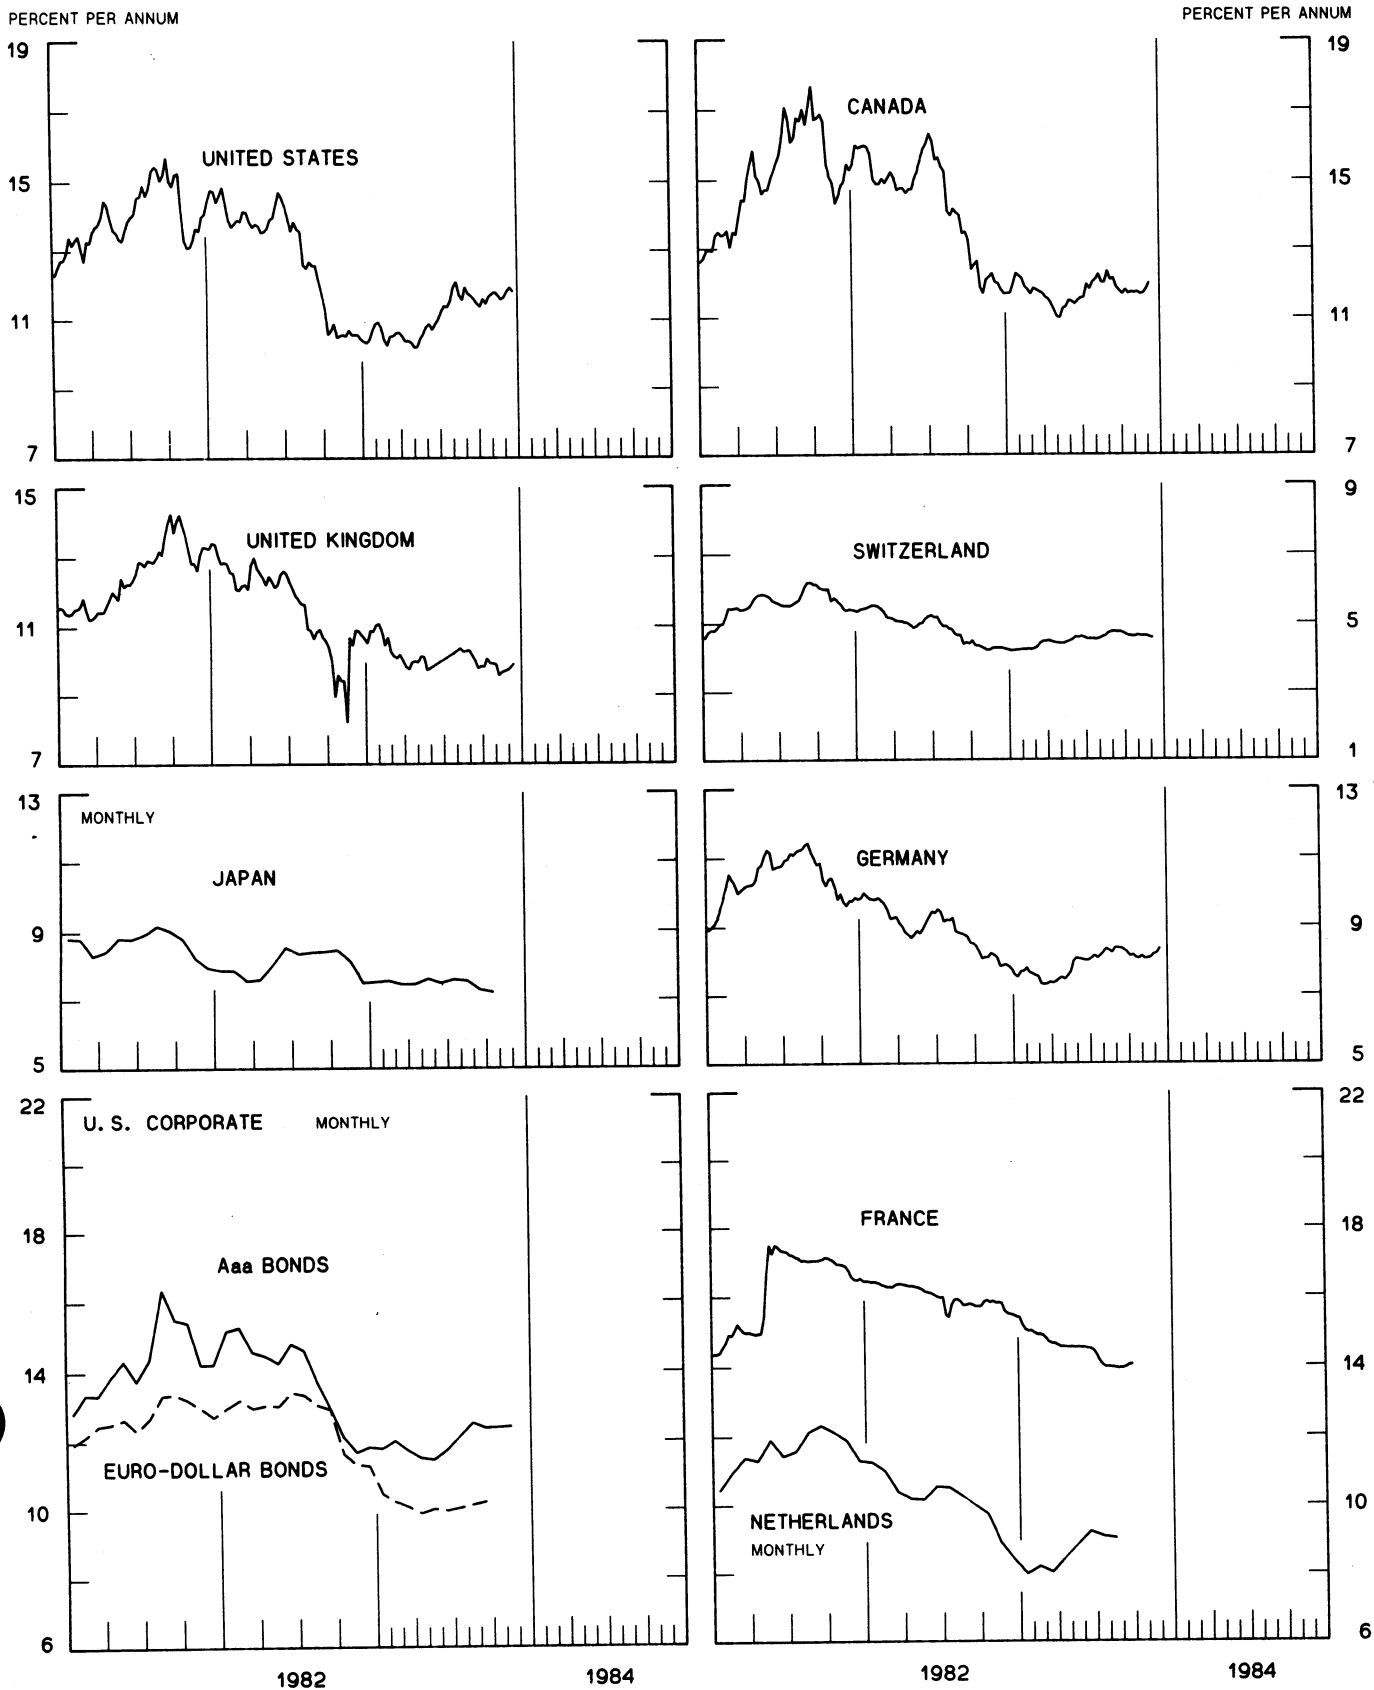 PERCENT PER ANNUM
PERCENT PER ANNUM
19
UNITED STATES
15
11
7
CANADA
19
15
11
7
15
UNITED KINGDOM
11
7
SWITZERLAND
9
5
1
13
MONTHLY
JAPAN
9
5
GERMANY
13
9
5
22
U.S. CORPORATE MONTHLY
18
Aaa BONDS
14
EURO-DOLLAR BONDS
10
6
1982
1984
FRANCE
NETHERLANDS
MONTHLY
22
18
14
10
6
1982
1984